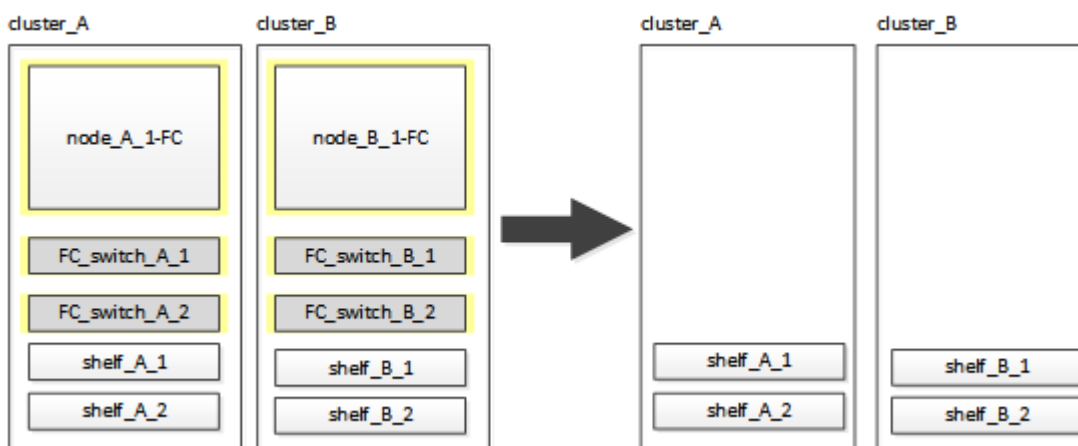 cluster_A
cluster_B
cluster_A
cluster_B
node_A_1-FC
node_B_1-FC
FC_switch_A_1
FC_switch_B_1
FC_switch_A_2
FC_switch_B_2
shelf_A_1
shelf_B_1
shelf_A_1
shelf_B_1
shelf_A_2
shelf_B_2
shelf_A_2
shelf_B_2